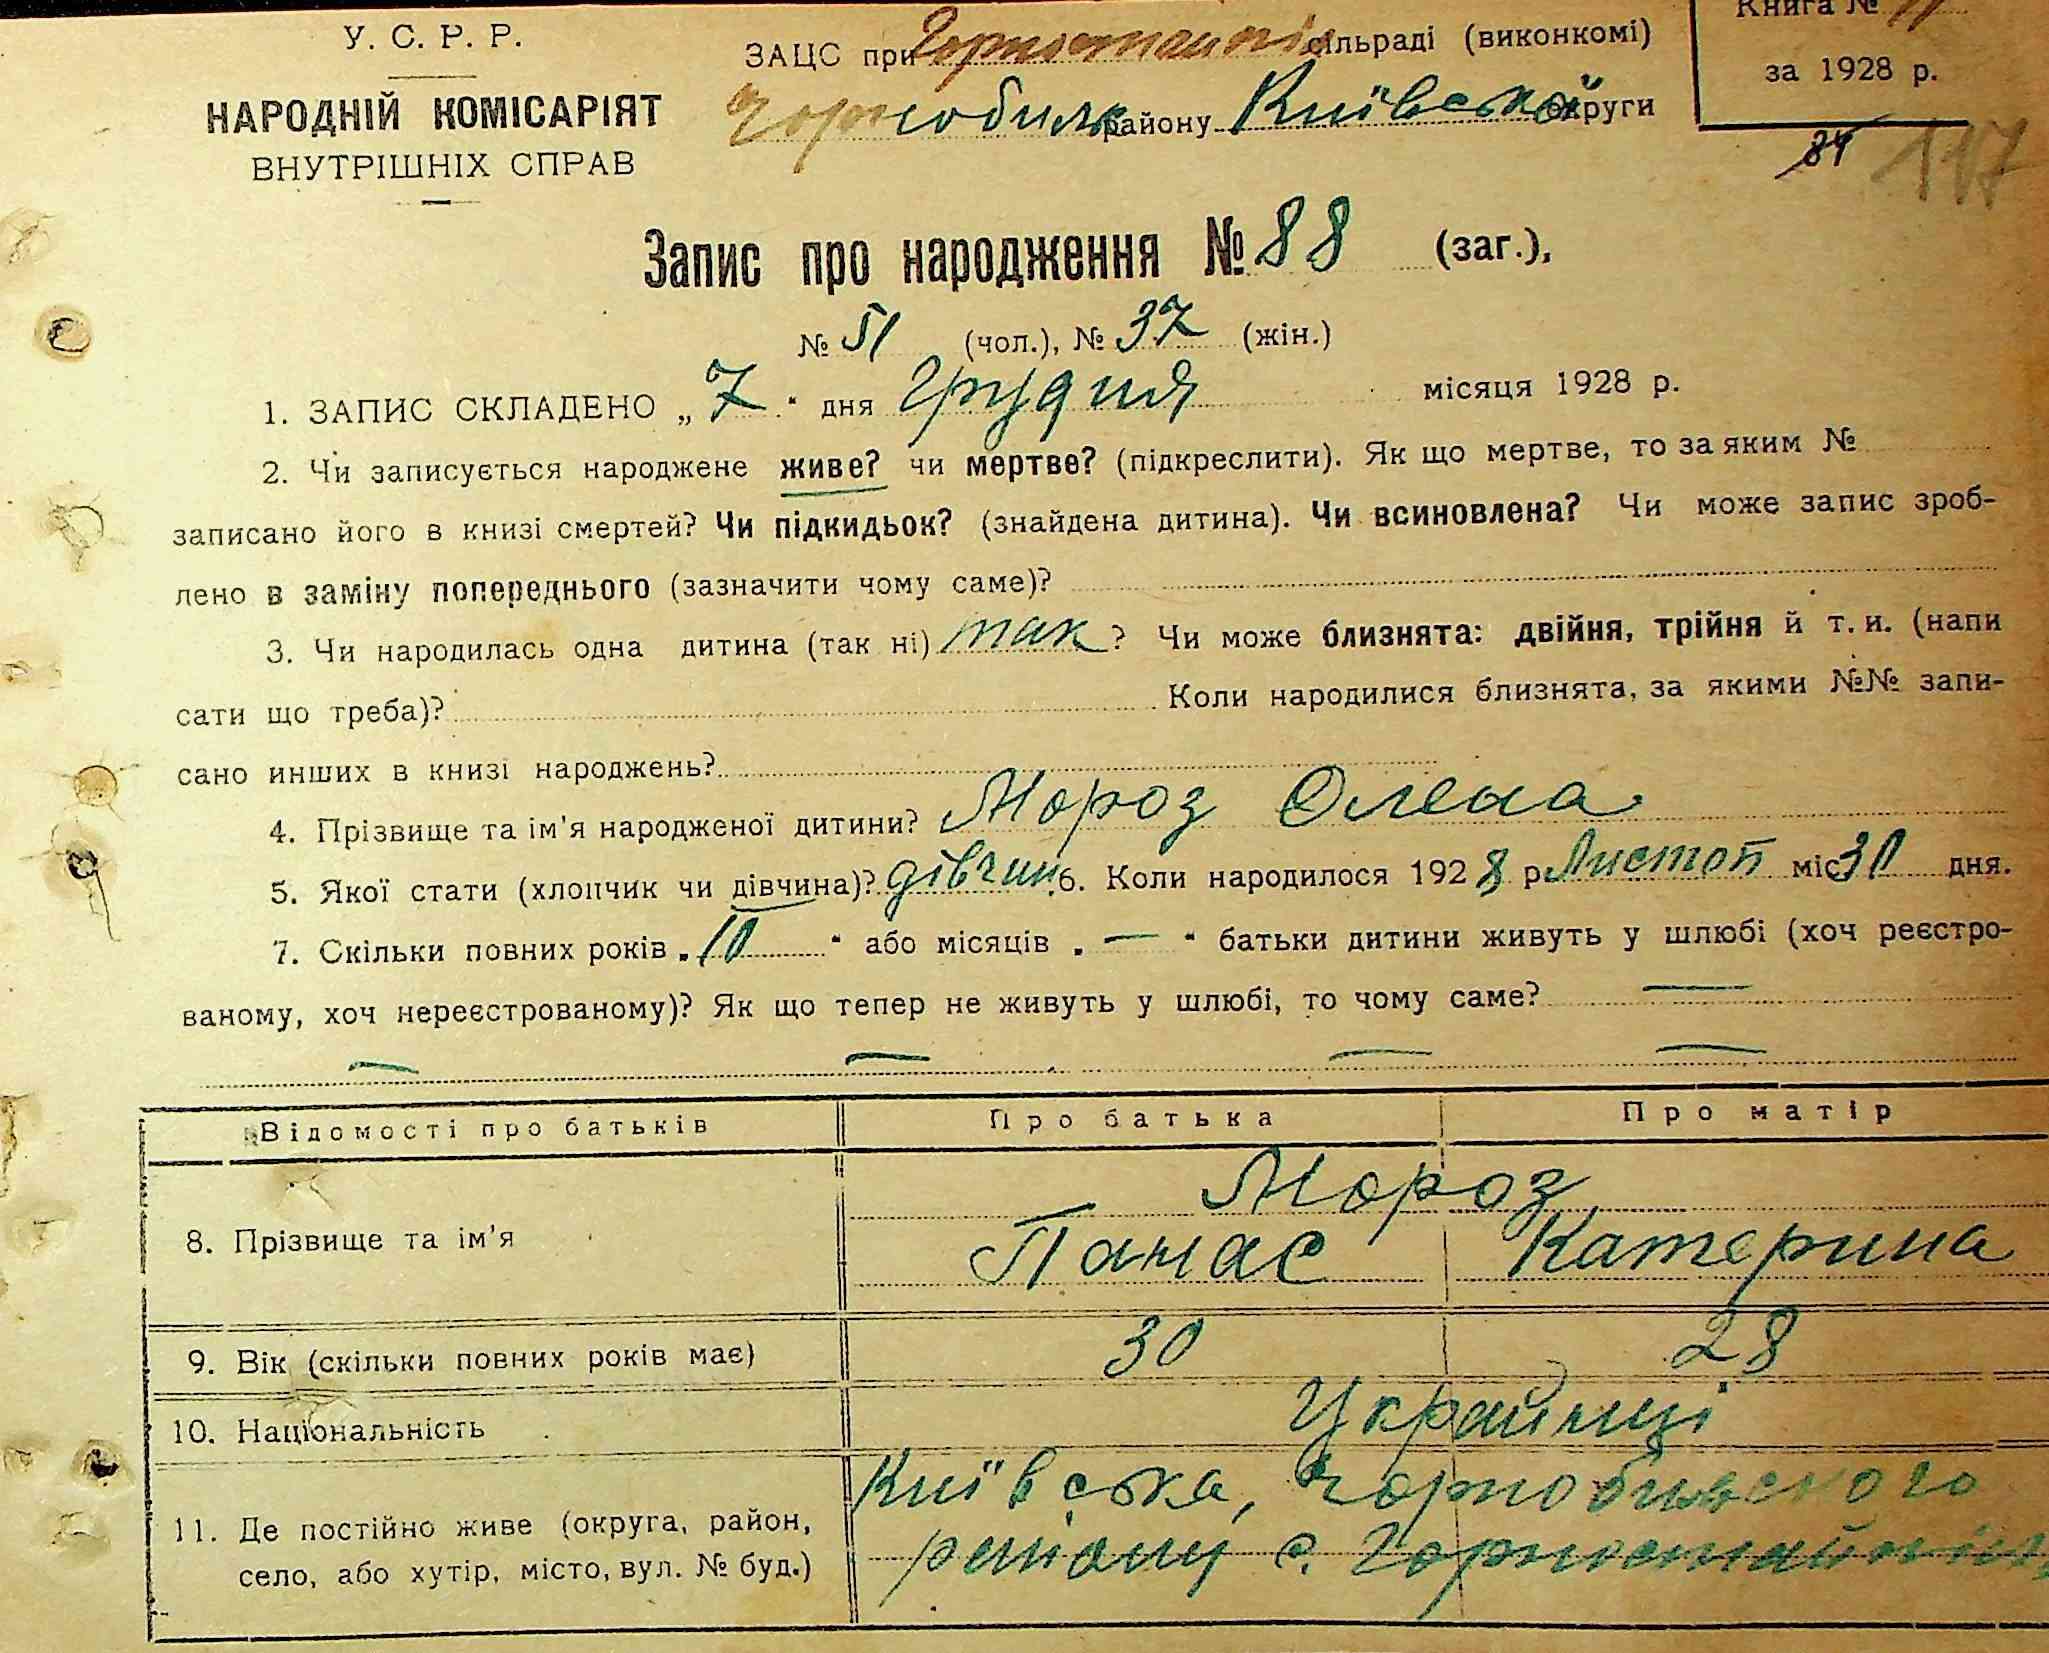 У. С. Р. Р.
НАРОДНІЙ КОМІСАРІЯТ
ВНУТРІШНІХ СПРАВ
ЗАЦС при сільраді (виконкомі)
району Київської округи
Книга №
за 1928 р.
84 117
Запис про народження № 88 (заг.),
№ 51 (чол.), № 37 (жін.)
1. ЗАПИС СКЛАДЕНО „7“ дня Грудня місяця 1928 р.
2. Чи записується народжене живе? чи мертве? (підкреслити). Як що мертве, то за яким №
записано його в книзі смертей? Чи підкидьок? (знайдена дитина). Чи всиновлена? Чи може запис зроб-
лено в заміну попереднього (зазначити чому саме)?
3. Чи народилась одна дитина (так ні) так? Чи може близнята: двійня, трійня й т. и. (напи
сати що треба)? Коли народилися близнята, за якими №№ запи-
сано инших в книзі народжень?
4. Прізвище та ім'я народженої дитини? Мороз Олена
5. Якої стати (хлопчик чи дівчина)? дівчин 6. Коли народилося 1928 р Листоп міс 30 дня.
7. Скільки повних років „10“ або місяців „—“ батьки дитини живуть у шлюбі (хоч реєстро-
ваному, хоч нереєстрованому)? Як що тепер не живуть у шлюбі, то чому саме? —
— — — —
Відомості про батьків Про батька Про матір
Мороз
8. Прізвище та ім'я Панас Катерина
9. Вік (скільки повних років має) 30 28
10. Національність Українці
11. Де постійно живе (округа, район,
село, або хутір, місто, вул. № буд.)
Київська, Чорнобильского
району с.